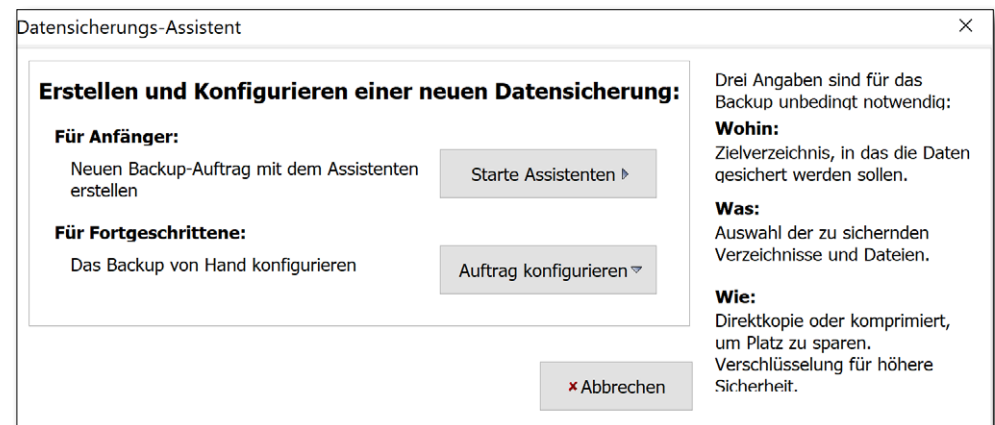 Datensicherungs-Assistent
Erstellen und Konfigurieren einer neuen Datensicherung:
Für Anfänger:
Neuen Backup-Auftrag mit dem Assistenten
erstellen
Starte Assistenten
Für Fortgeschrittene:
Das Backup von Hand konfigurieren
Auftrag konfigurieren
Abbrechen
Drei Angaben sind für das
Backup unbedingt notwendig:
Wohin:
Zielverzeichnis, in das die Daten
gesichert werden sollen.
Was:
Auswahl der zu sichernden
Verzeichnisse und Dateien.
Wie:
Direktkopie oder komprimiert,
um Platz zu sparen.
Verschlüsselung für höhere
Sicherheit.